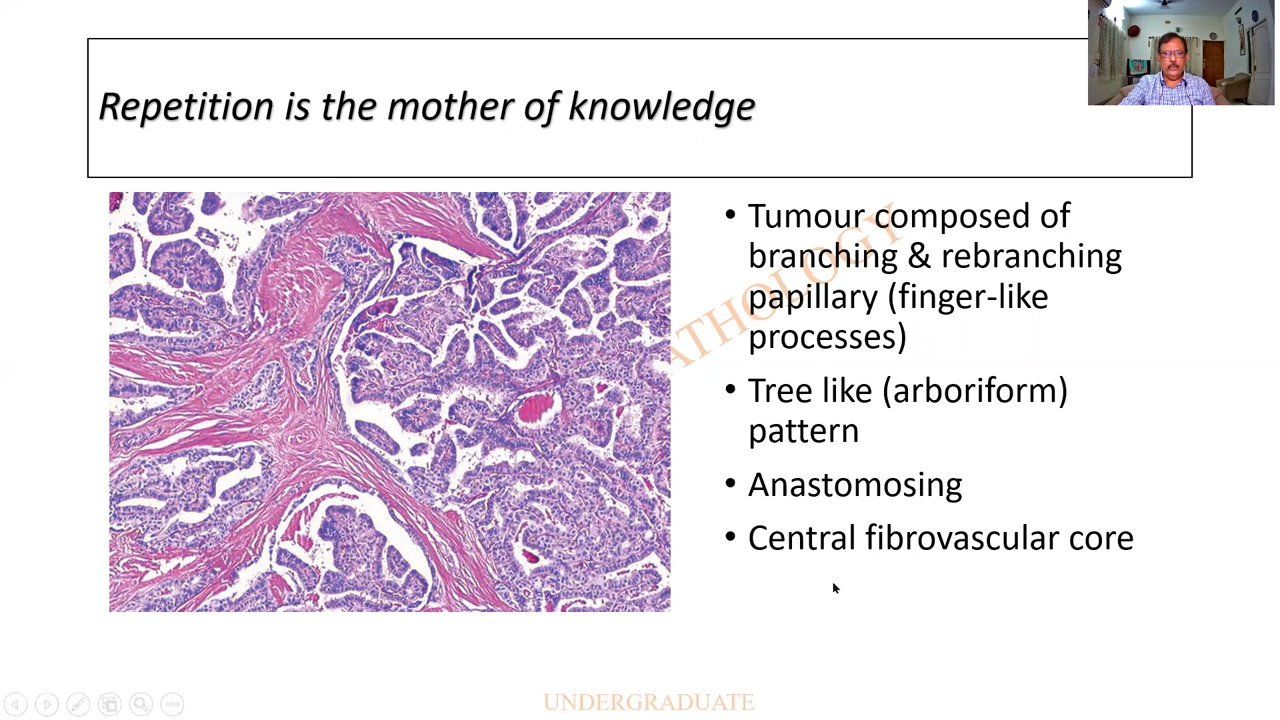 Repetition is the mother of knowledge
• Tumour composed of
branching & rebranching
papillary (finger-like
processes)
• Tree like (arboriform)
pattern
• Anastomosing
• Central fibrovascular core
ATHOLOGY
UNDERGRADUATE